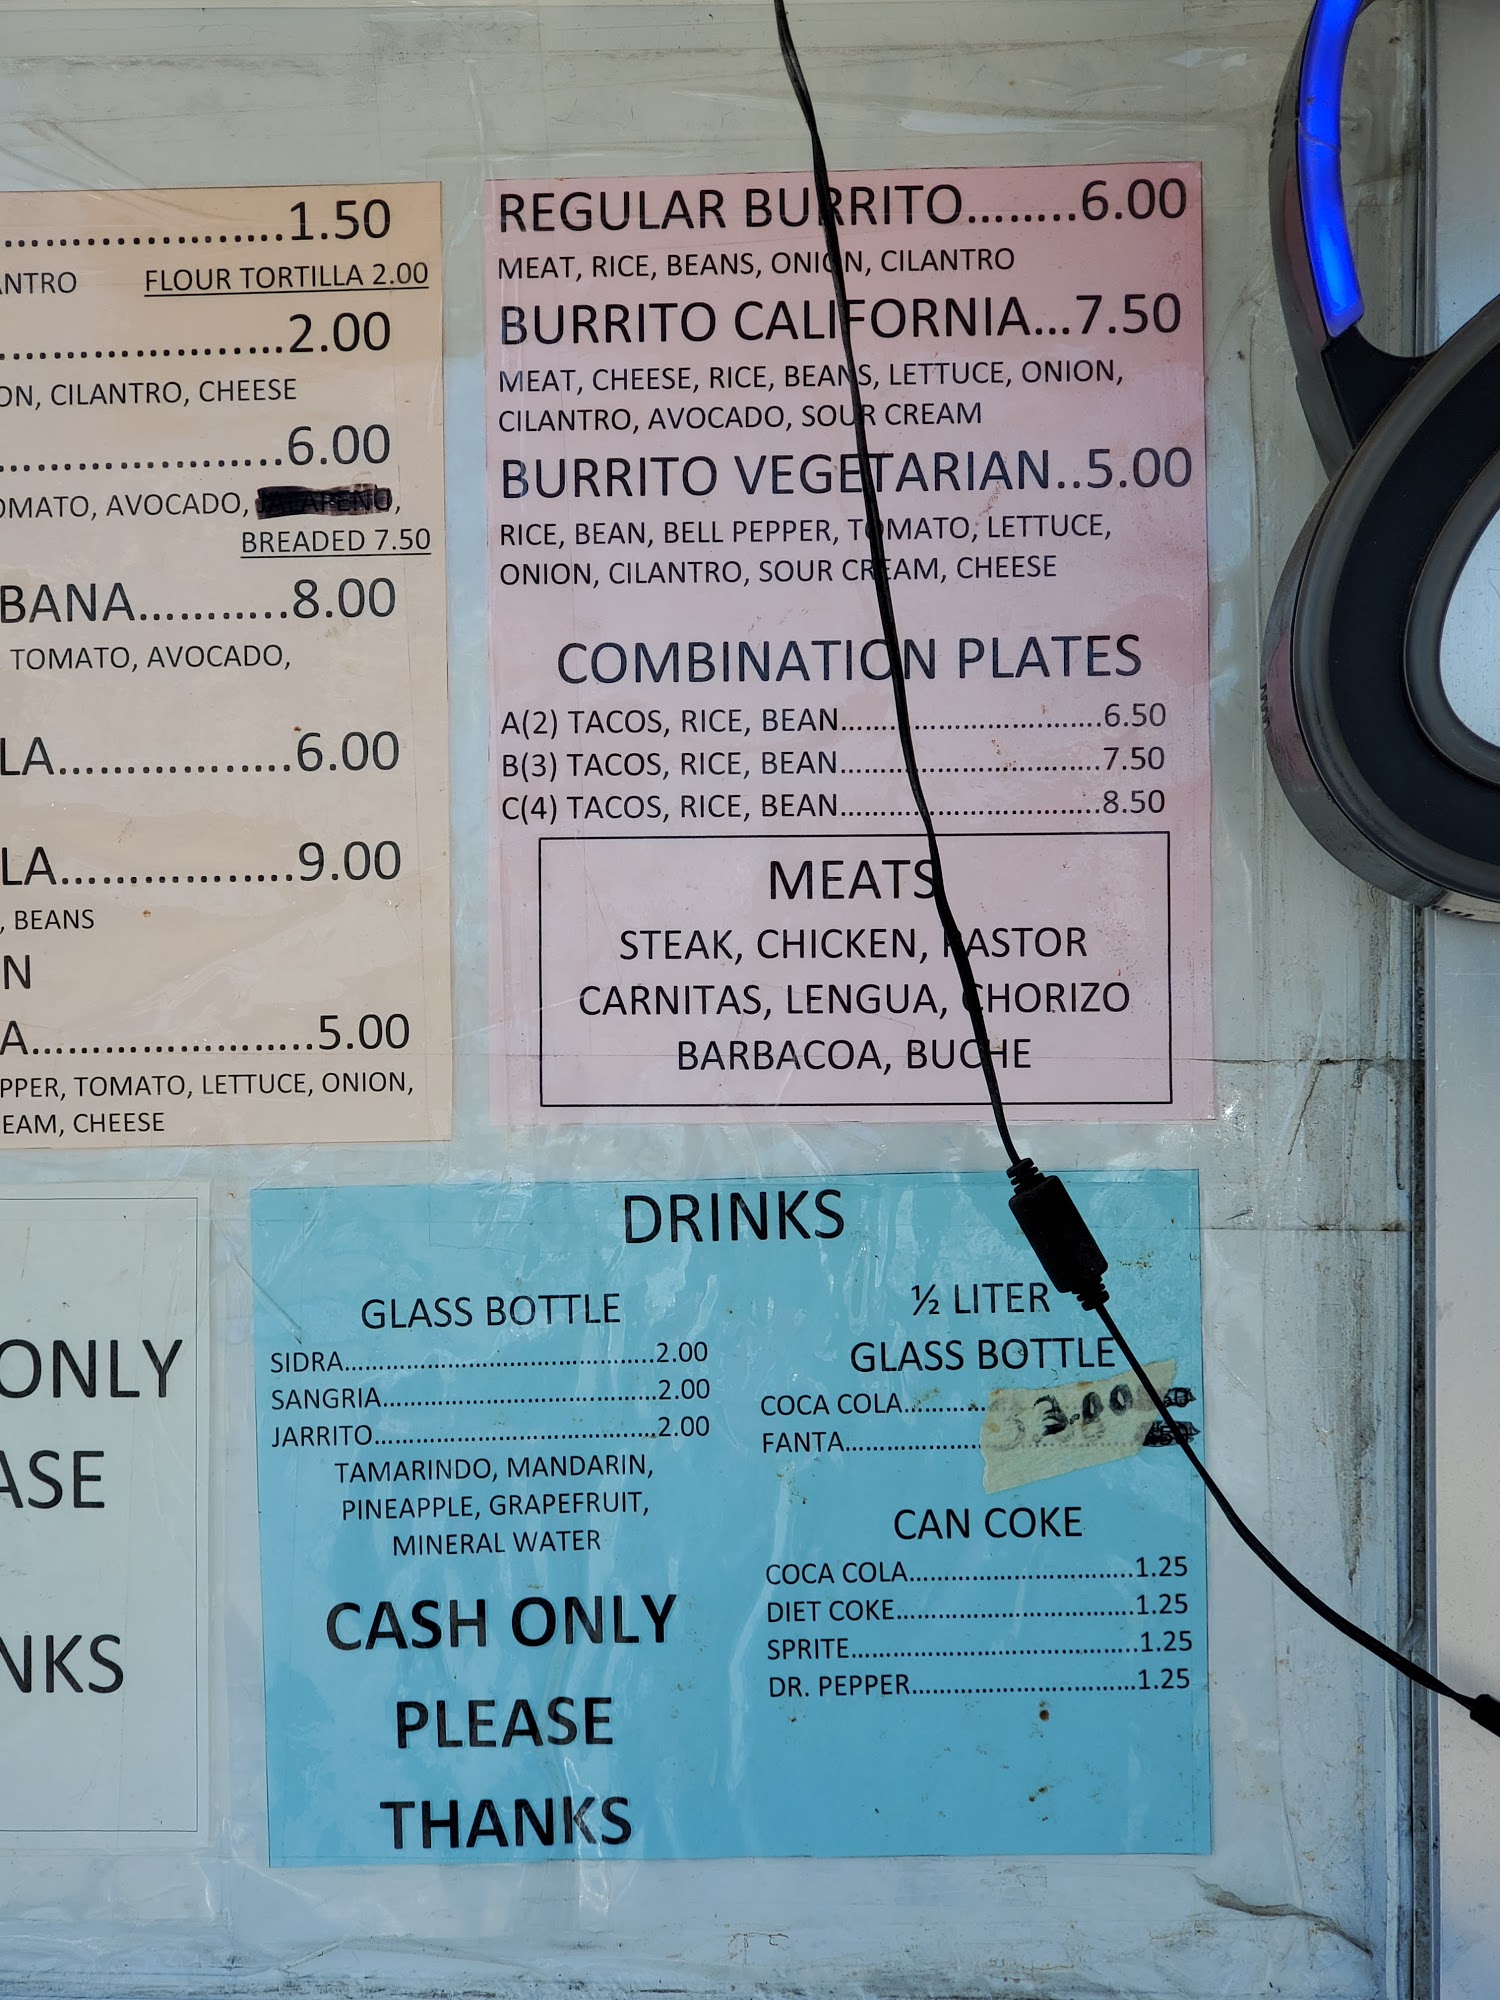 1.50
ANTRO FLOUR TORTILLA 2.00
2.00
ON, CILANTRO, CHEESE
6.00
OMATO, AVOCADO, JALAPENO,
BREADED 7.50
BANA...........8.00
TOMATO, AVOCADO,
LA.................6.00
LA.................9.00
, BEANS
N
A......................5.00
PPER, TOMATO, LETTUCE, ONION,
EAM, CHEESE
REGULAR BURRITO........6.00
MEAT, RICE, BEANS, ONION, CILANTRO
BURRITO CALIFORNIA...7.50
MEAT, CHEESE, RICE, BEANS, LETTUCE, ONION,
CILANTRO, AVOCADO, SOUR CREAM
BURRITO VEGETARIAN..5.00
RICE, BEAN, BELL PEPPER, TOMATO, LETTUCE,
ONION, CILANTRO, SOUR CREAM, CHEESE
COMBINATION PLATES
A(2) TACOS, RICE, BEAN..................................6.50
B(3) TACOS, RICE, BEAN..................................7.50
C(4) TACOS, RICE, BEAN..................................8.50
MEATS
STEAK, CHICKEN, PASTOR
CARNITAS, LENGUA, CHORIZO
BARBACOA, BUCHE
ONLY
ASE
NKS
DRINKS
GLASS BOTTLE
SIDRA..........................................2.00
SANGRIA.....................................2.00
JARRITO......................................2.00
TAMARINDO, MANDARIN,
PINEAPPLE, GRAPEFRUIT,
MINERAL WATER
CASH ONLY
PLEASE
THANKS
½ LITER
GLASS BOTTLE
COCA COLA............ 3.00
FANTA...................
CAN COKE
COCA COLA..............................1.25
DIET COKE................................1.25
SPRITE......................................1.25
DR. PEPPER..............................1.25